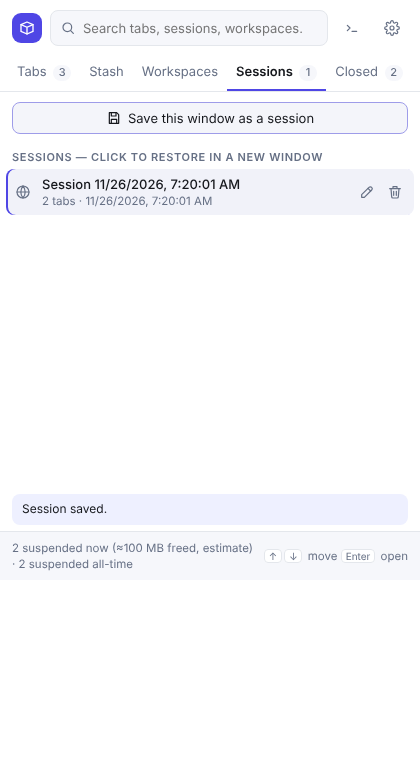 Search tabs, sessions, workspaces.
Tabs 3 Stash Workspaces Sessions 1 Closed 2
Save this window as a session
SESSIONS — CLICK TO RESTORE IN A NEW WINDOW
Session 11/26/2026, 7:20:01 AM
2 tabs · 11/26/2026, 7:20:01 AM
Session saved.
2 suspended now (≈100 MB freed, estimate)
· 2 suspended all-time
↑ ↓ move Enter open